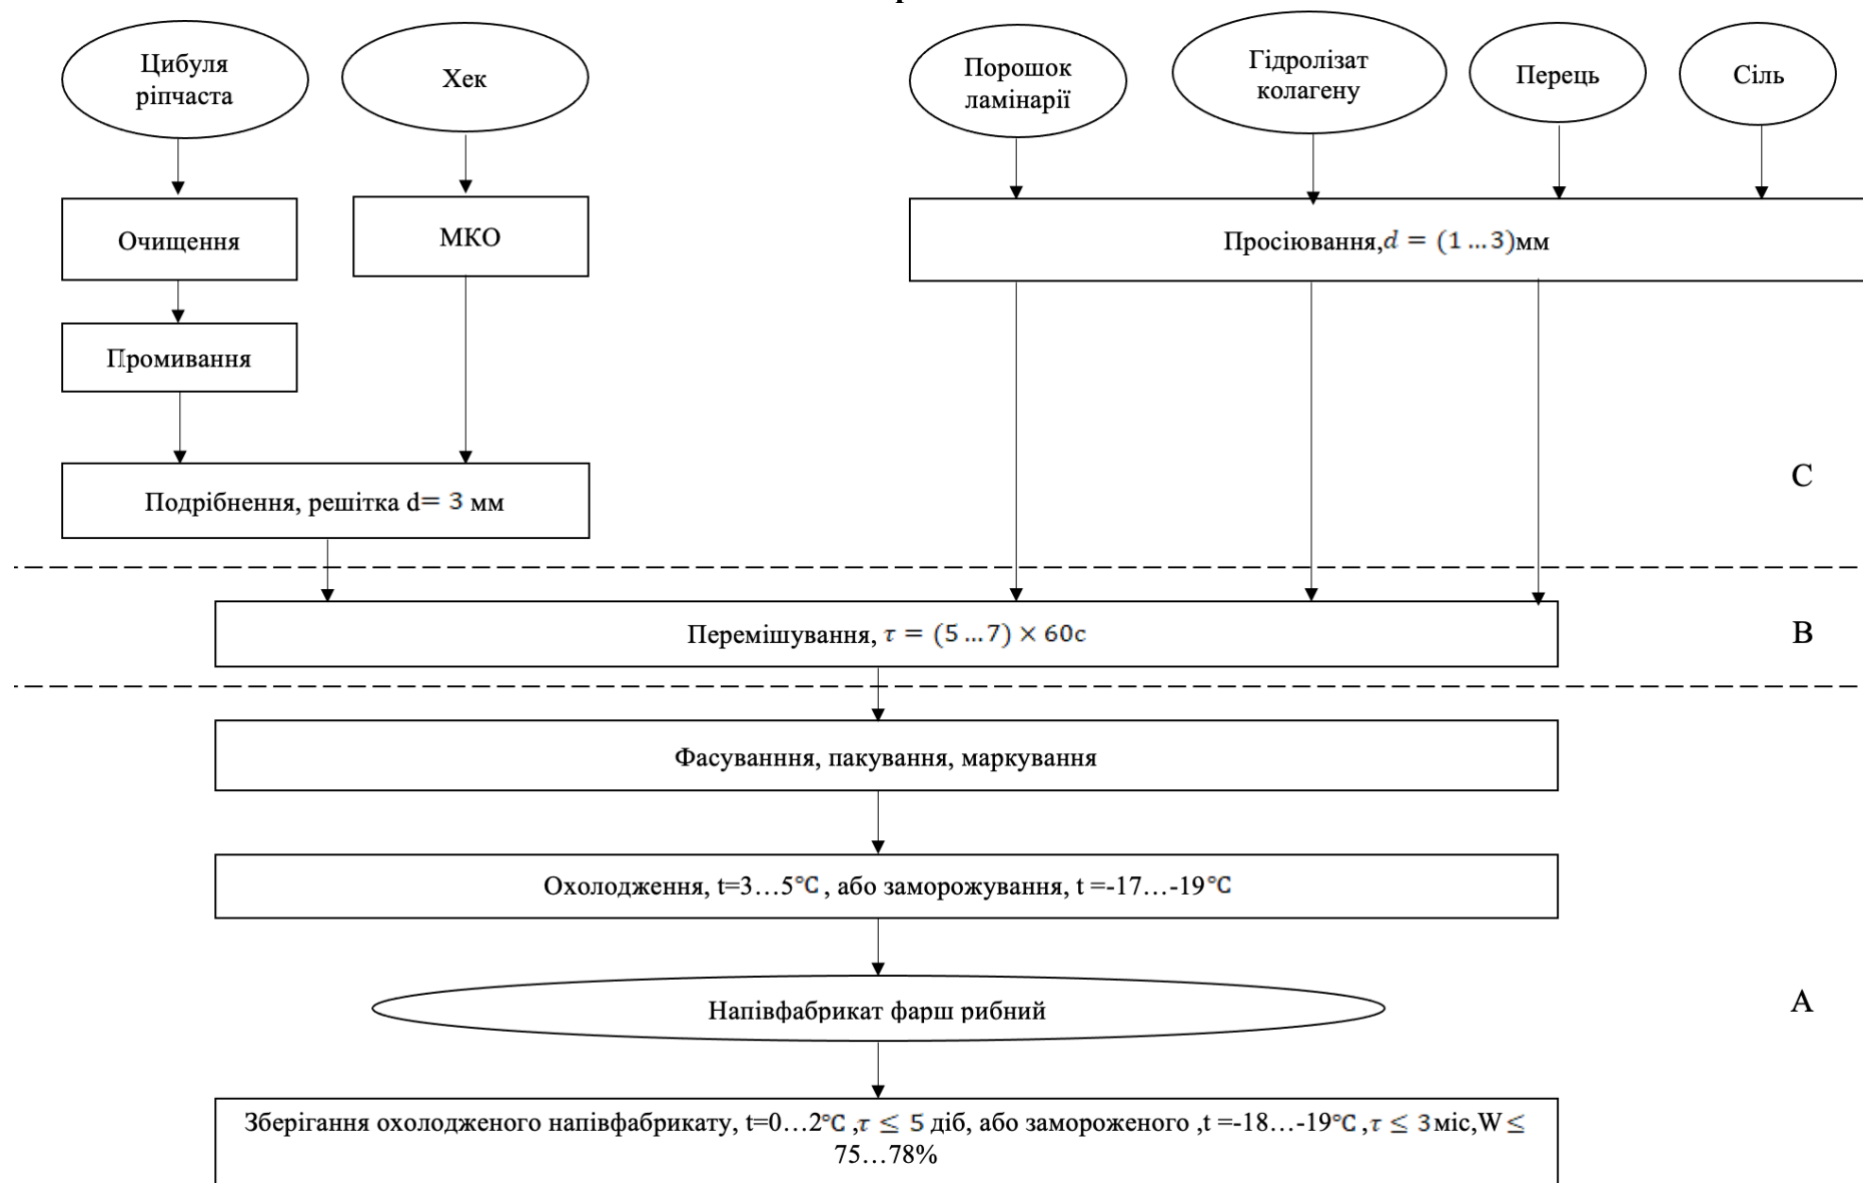 Цибуля
ріпчаста
Хек
Порошок
ламінарії
Гідролізат
колагену
Перець
Сіль
Очищення
МКО
Просіювання,d = (1 ... 3)мм
Промивання
Подрібнення, решітка d= 3 мм
С
Перемішування, τ = (5 ... 7) × 60с
В
Фасуванння, пакування, маркування
Охолодження, t=3…5℃ , або заморожування, t =-17…-19℃
Напівфабрикат фарш рибний
А
Зберігання охолодженого напівфабрикату, t=0…2℃ ,τ ≤ 5 діб, або замороженого ,t =-18…-19℃ ,τ ≤ 3міс,W ≤
75…78%